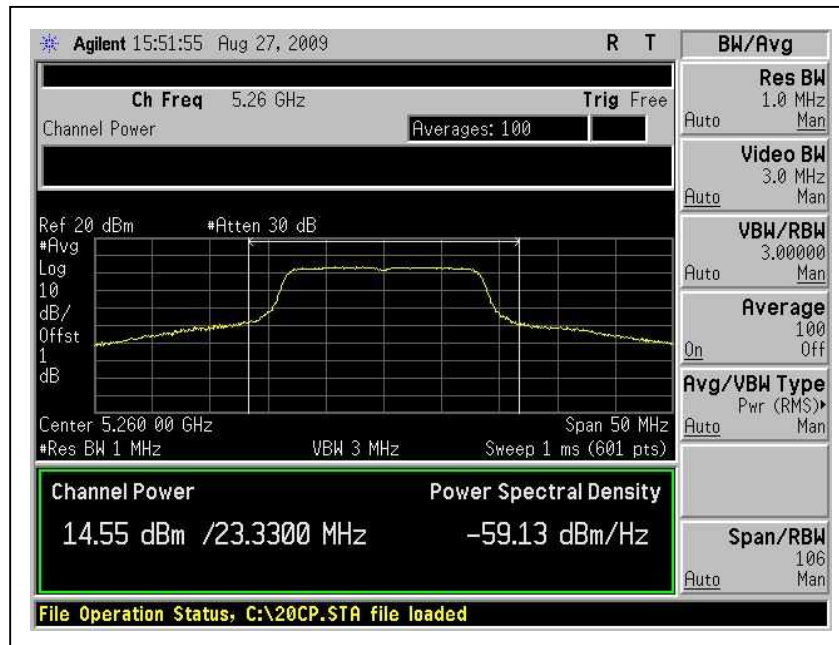 Agilent 15:51:55 Aug 27, 2009 R T
Ch Freq 5.26 GHz Trig Free
Channel Power Averages: 100
Ref 20 dBm #Atten 30 dB
#Avg
Log
10
dB/
Offst
1
dB
Center 5.260 00 GHz Span 50 MHz
#Res BW 1 MHz VBW 3 MHz Sweep 1 ms (601 pts)
Channel Power Power Spectral Density
14.55 dBm /23.3300 MHz -59.13 dBm/Hz
File Operation Status, C:\20CP.STA file loaded
BW/Avg
Res BW
1.0 MHz
Auto Man
Video BW
3.0 MHz
Auto Man
VBW/RBW
3.00000
Auto Man
Average
100
On Off
Avg/VBW Type
Pwr (RMS)▸
Auto Man
Span/RBW
106
Auto Man